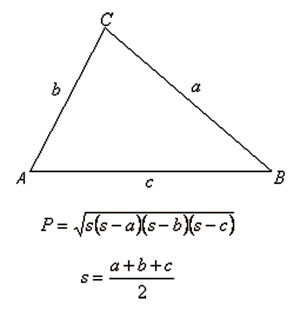 C
b
a
A
c
B
P = √s(s−a)(s−b)(s−c)
s = a+b+c / 2